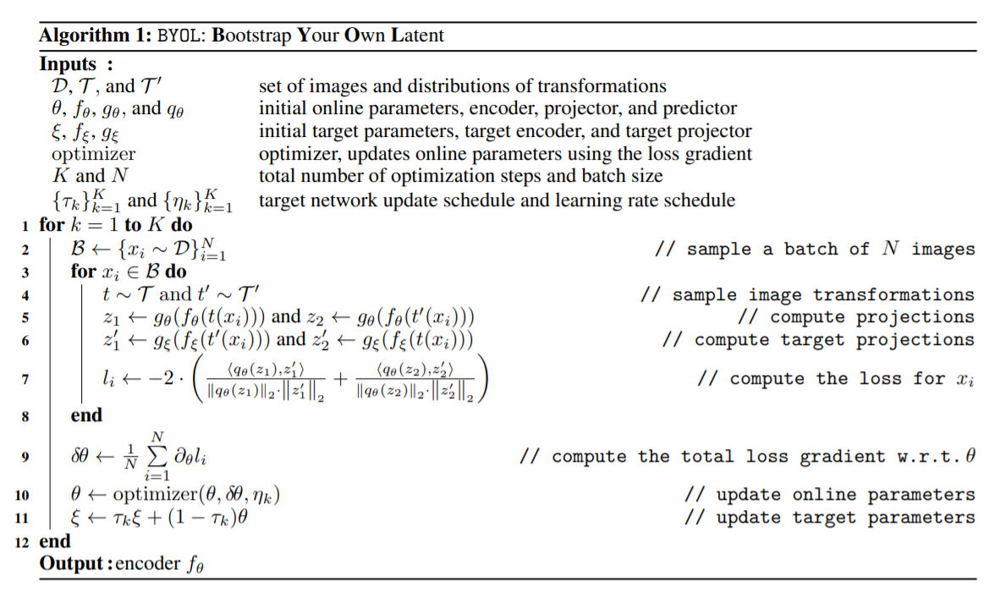 Algorithm 1: BYOL: Bootstrap Your Own Latent
Inputs :
𝒟, 𝒯, and 𝒯′ set of images and distributions of transformations
θ, f_θ, g_θ, and q_θ initial online parameters, encoder, projector, and predictor
ξ, f_ξ, g_ξ initial target parameters, target encoder, and target projector
optimizer optimizer, updates online parameters using the loss gradient
K and N total number of optimization steps and batch size
{τ_k}_{k=1}^K and {η_k}_{k=1}^K target network update schedule and learning rate schedule
1 for k = 1 to K do
2 ℬ ← {x_i ∼ 𝒟}_{i=1}^N // sample a batch of N images
3 for x_i ∈ ℬ do
4 t ∼ 𝒯 and t′ ∼ 𝒯′ // sample image transformations
5 z_1 ← g_θ(f_θ(t(x_i))) and z_2 ← g_θ(f_θ(t′(x_i))) // compute projections
6 z′_1 ← g_ξ(f_ξ(t′(x_i))) and z′_2 ← g_ξ(f_ξ(t(x_i))) // compute target projections
7 l_i ← −2 · (⟨q_θ(z_1), z′_1⟩ / (‖q_θ(z_1)‖_2 · ‖z′_1‖_2) + ⟨q_θ(z_2), z′_2⟩ / (‖q_θ(z_2)‖_2 · ‖z′_2‖_2)) // compute the loss for x_i
8 end
9 δθ ← 1/N ∑_{i=1}^N ∂_θ l_i // compute the total loss gradient w.r.t. θ
10 θ ← optimizer(θ, δθ, η_k) // update online parameters
11 ξ ← τ_k ξ + (1 − τ_k)θ // update target parameters
12 end
Output : encoder f_θ